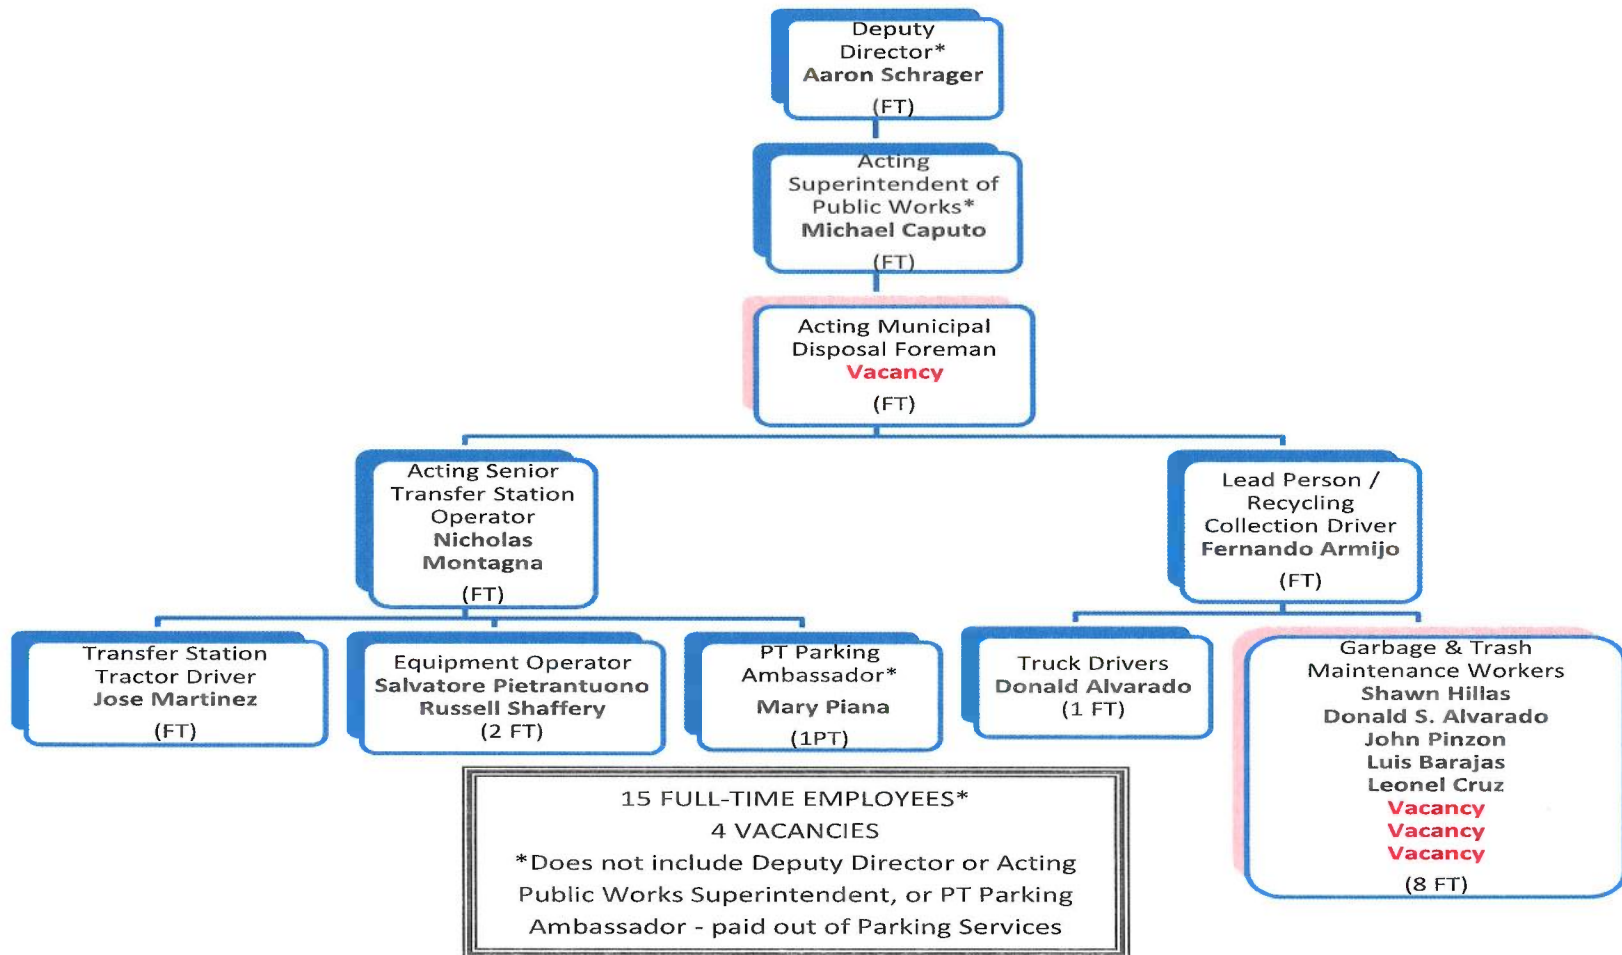 Deputy
Director*
Aaron Schrager
(FT)
Acting
Superintendent of
Public Works*
Michael Caputo
(FT)
Acting Municipal
Disposal Foreman
Vacancy
(FT)
Acting Senior
Transfer Station
Operator
Nicholas
Montagna
(FT)
Lead Person /
Recycling
Collection Driver
Fernando Armijo
(FT)
Transfer Station
Tractor Driver
Jose Martinez
(FT)
Equipment Operator
Salvatore Pietrantuono
Russell Shaffery
(2 FT)
PT Parking
Ambassador*
Mary Piana
(1PT)
Truck Drivers
Donald Alvarado
(1 FT)
Garbage & Trash
Maintenance Workers
Shawn Hillas
Donald S. Alvarado
John Pinzon
Luis Barajas
Leonel Cruz
Vacancy
Vacancy
Vacancy
(8 FT)
15 FULL-TIME EMPLOYEES*
4 VACANCIES
*Does not include Deputy Director or Acting
Public Works Superintendent, or PT Parking
Ambassador - paid out of Parking Services